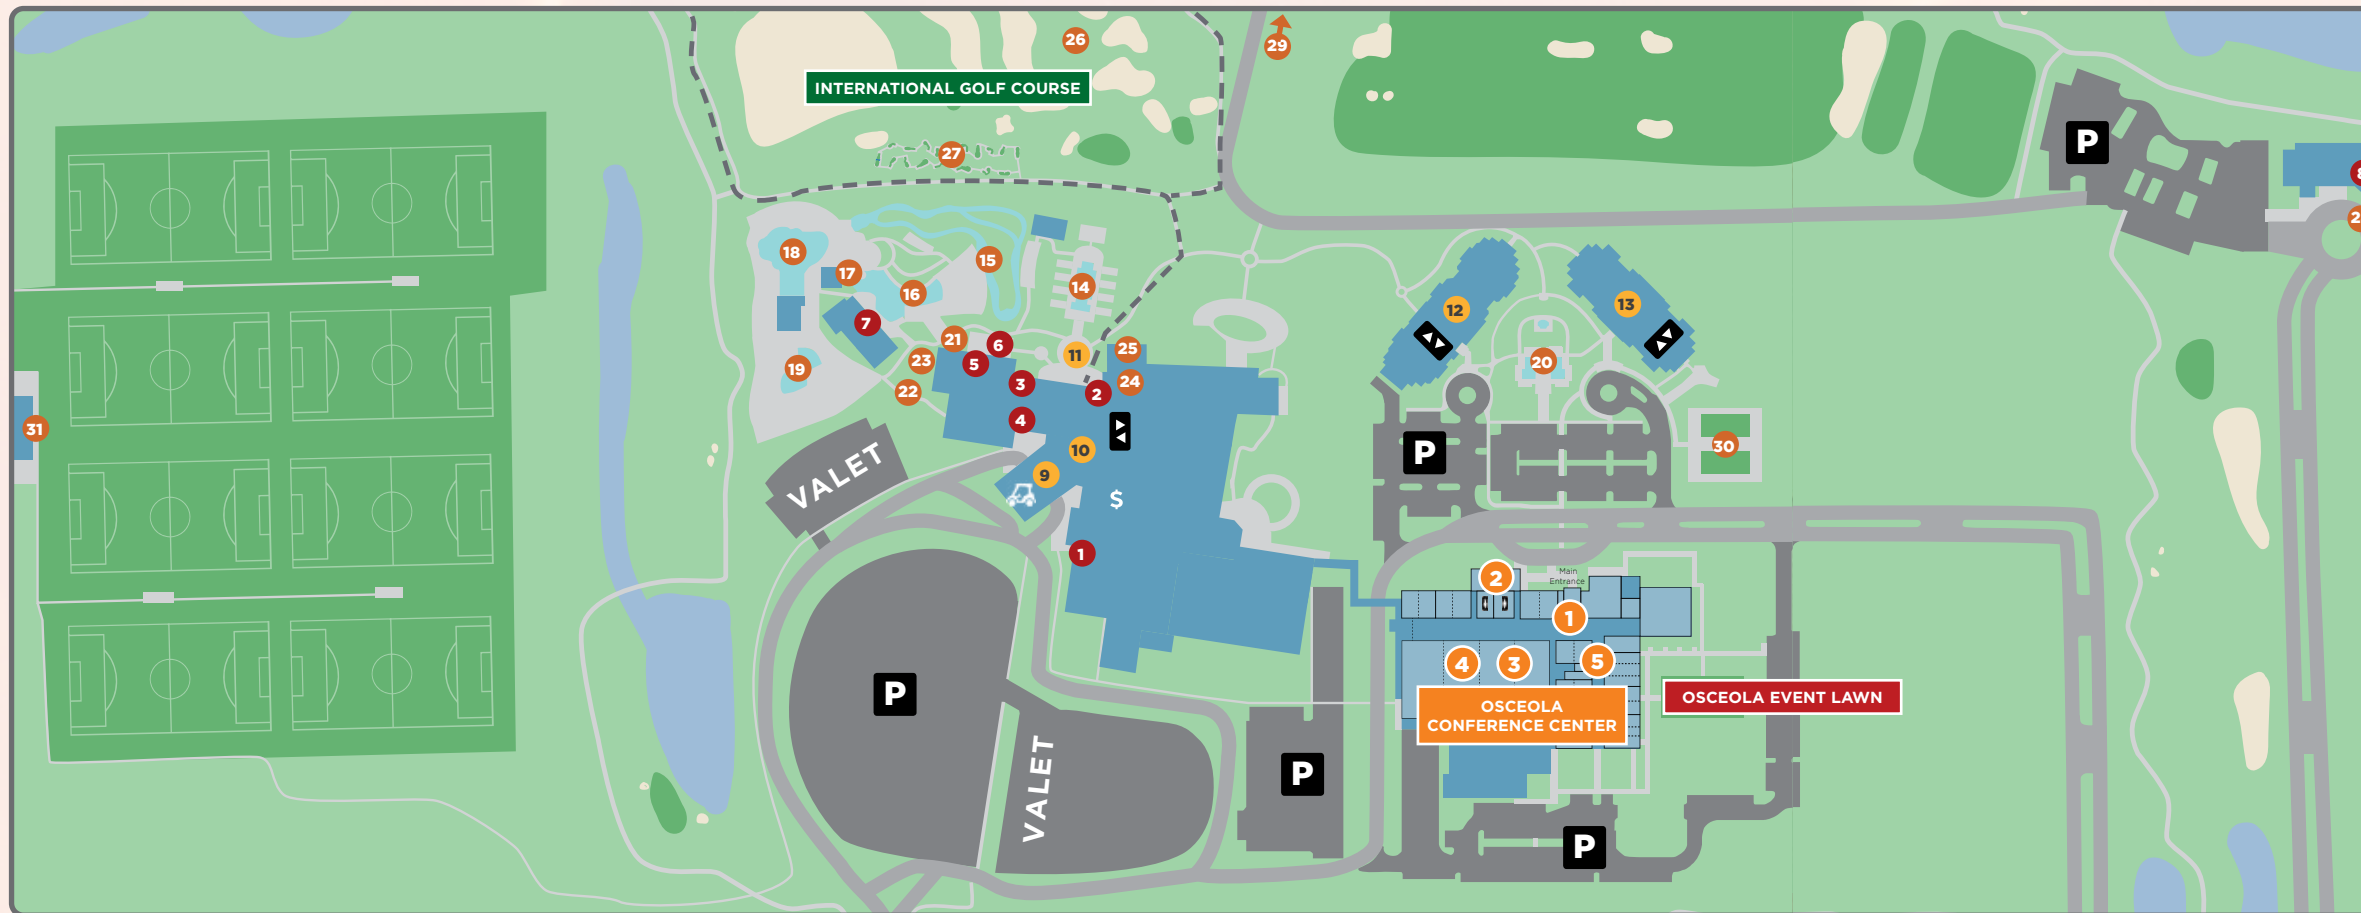 26
29
INTERNATIONAL GOLF COURSE
27
P
18
17
15
16
14
7
21
6
23
5
11
25
3
2
24
19
22
4
10
9
$
1
12
13
20
30
31
VALET
P
P
VALET
P
P
2
Main
Entrance
1
4
3
5
OSCEOLA
CONFERENCE CENTER
OSCEOLA EVENT LAWN